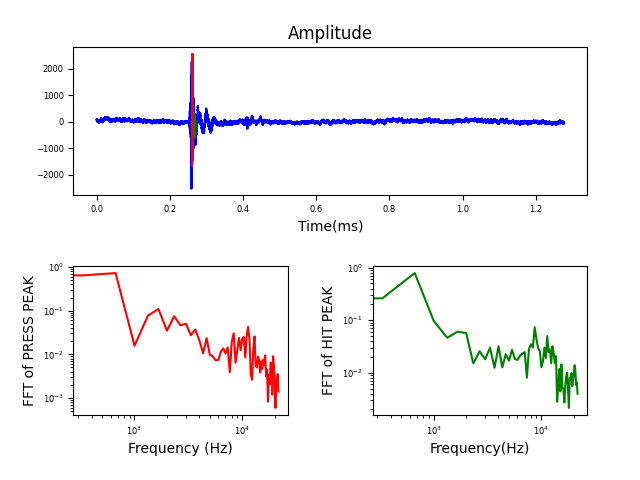 Amplitude
2000
1000
0
−1000
−2000
0.0 0.2 0.4 0.6 0.8 1.0 1.2
Time(ms)
FFT of PRESS PEAK
10⁰
10⁻¹
10⁻²
10⁻³
10³ 10⁴
Frequency (Hz)
FFT of HIT PEAK
10⁰
10⁻¹
10⁻²
10³ 10⁴
Frequency(Hz)